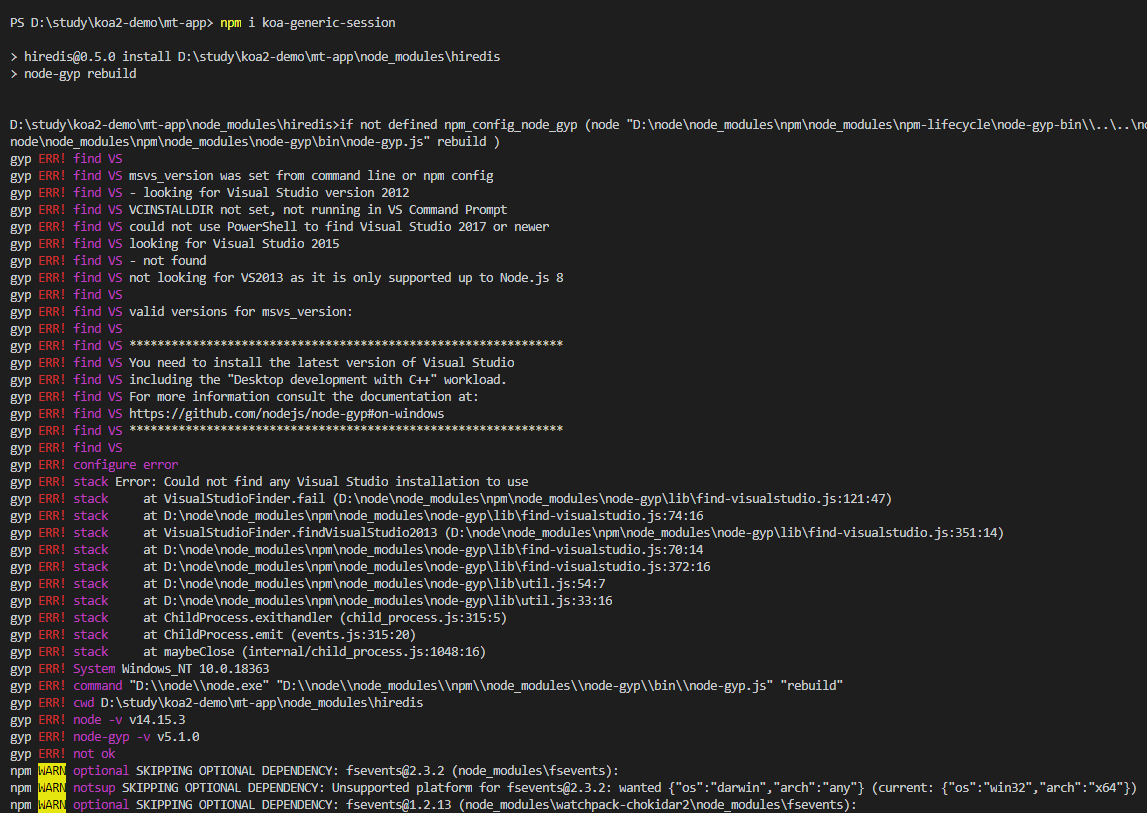 PS D:\study\koa2-demo\mt-app> npm i koa-generic-session
> hiredis@0.5.0 install D:\study\koa2-demo\mt-app\node_modules\hiredis
> node-gyp rebuild
D:\study\koa2-demo\mt-app\node_modules\hiredis>if not defined npm_config_node_gyp (node "D:\node\node_modules\npm\node_modules\npm-lifecycle\node-gyp-bin\\..\..\no
node\node_modules\npm\node_modules\node-gyp\bin\node-gyp.js" rebuild )
gyp ERR! find VS
gyp ERR! find VS msvs_version was set from command line or npm config
gyp ERR! find VS - looking for Visual Studio version 2012
gyp ERR! find VS VCINSTALLDIR not set, not running in VS Command Prompt
gyp ERR! find VS could not use PowerShell to find Visual Studio 2017 or newer
gyp ERR! find VS looking for Visual Studio 2015
gyp ERR! find VS - not found
gyp ERR! find VS not looking for VS2013 as it is only supported up to Node.js 8
gyp ERR! find VS
gyp ERR! find VS valid versions for msvs_version:
gyp ERR! find VS
gyp ERR! find VS **************************************************************
gyp ERR! find VS You need to install the latest version of Visual Studio
gyp ERR! find VS including the "Desktop development with C++" workload.
gyp ERR! find VS For more information consult the documentation at:
gyp ERR! find VS https://github.com/nodejs/node-gyp#on-windows
gyp ERR! find VS **************************************************************
gyp ERR! find VS
gyp ERR! configure error
gyp ERR! stack Error: Could not find any Visual Studio installation to use
gyp ERR! stack     at VisualStudioFinder.fail (D:\node\node_modules\npm\node_modules\node-gyp\lib\find-visualstudio.js:121:47)
gyp ERR! stack     at D:\node\node_modules\npm\node_modules\node-gyp\lib\find-visualstudio.js:74:16
gyp ERR! stack     at VisualStudioFinder.findVisualStudio2013 (D:\node\node_modules\npm\node_modules\node-gyp\lib\find-visualstudio.js:351:14)
gyp ERR! stack     at D:\node\node_modules\npm\node_modules\node-gyp\lib\find-visualstudio.js:70:14
gyp ERR! stack     at D:\node\node_modules\npm\node_modules\node-gyp\lib\find-visualstudio.js:372:16
gyp ERR! stack     at D:\node\node_modules\npm\node_modules\node-gyp\lib\util.js:54:7
gyp ERR! stack     at D:\node\node_modules\npm\node_modules\node-gyp\lib\util.js:33:16
gyp ERR! stack     at ChildProcess.exithandler (child_process.js:315:5)
gyp ERR! stack     at ChildProcess.emit (events.js:315:20)
gyp ERR! stack     at maybeClose (internal/child_process.js:1048:16)
gyp ERR! System Windows_NT 10.0.18363
gyp ERR! command "D:\\node\\node.exe" "D:\\node\\node_modules\\npm\\node_modules\\node-gyp\\bin\\node-gyp.js" "rebuild"
gyp ERR! cwd D:\study\koa2-demo\mt-app\node_modules\hiredis
gyp ERR! node -v v14.15.3
gyp ERR! node-gyp -v v5.1.0
gyp ERR! not ok
npm WARN optional SKIPPING OPTIONAL DEPENDENCY: fsevents@2.3.2 (node_modules\fsevents):
npm WARN notsup SKIPPING OPTIONAL DEPENDENCY: Unsupported platform for fsevents@2.3.2: wanted {"os":"darwin","arch":"any"} (current: {"os":"win32","arch":"x64"})
npm WARN optional SKIPPING OPTIONAL DEPENDENCY: fsevents@1.2.13 (node_modules\watchpack-chokidar2\node_modules\fsevents):